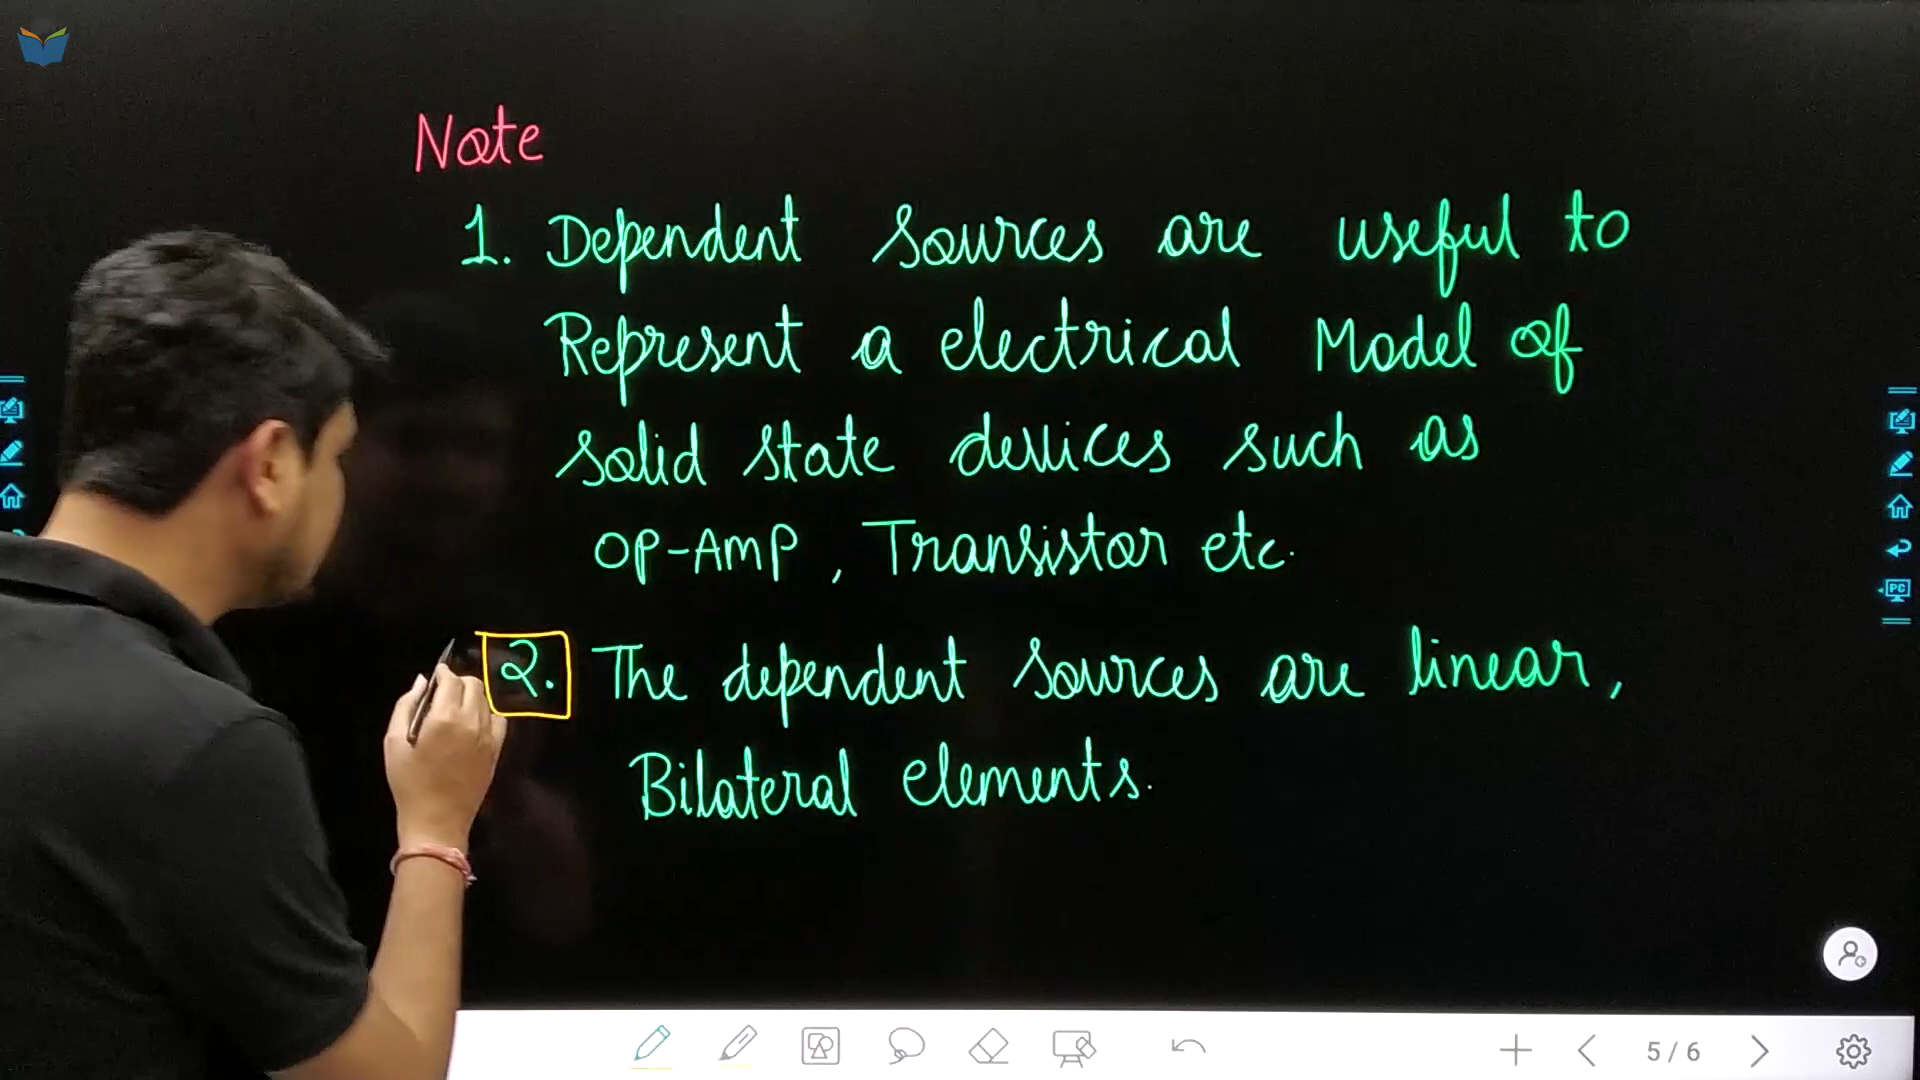 Note
1. Dependent sources are useful to
Represent a electrical Model of
solid state devices such as
OP-AMP, Transistor etc.
2. The dependent sources are linear,
Bilateral elements.
PC
5 / 6